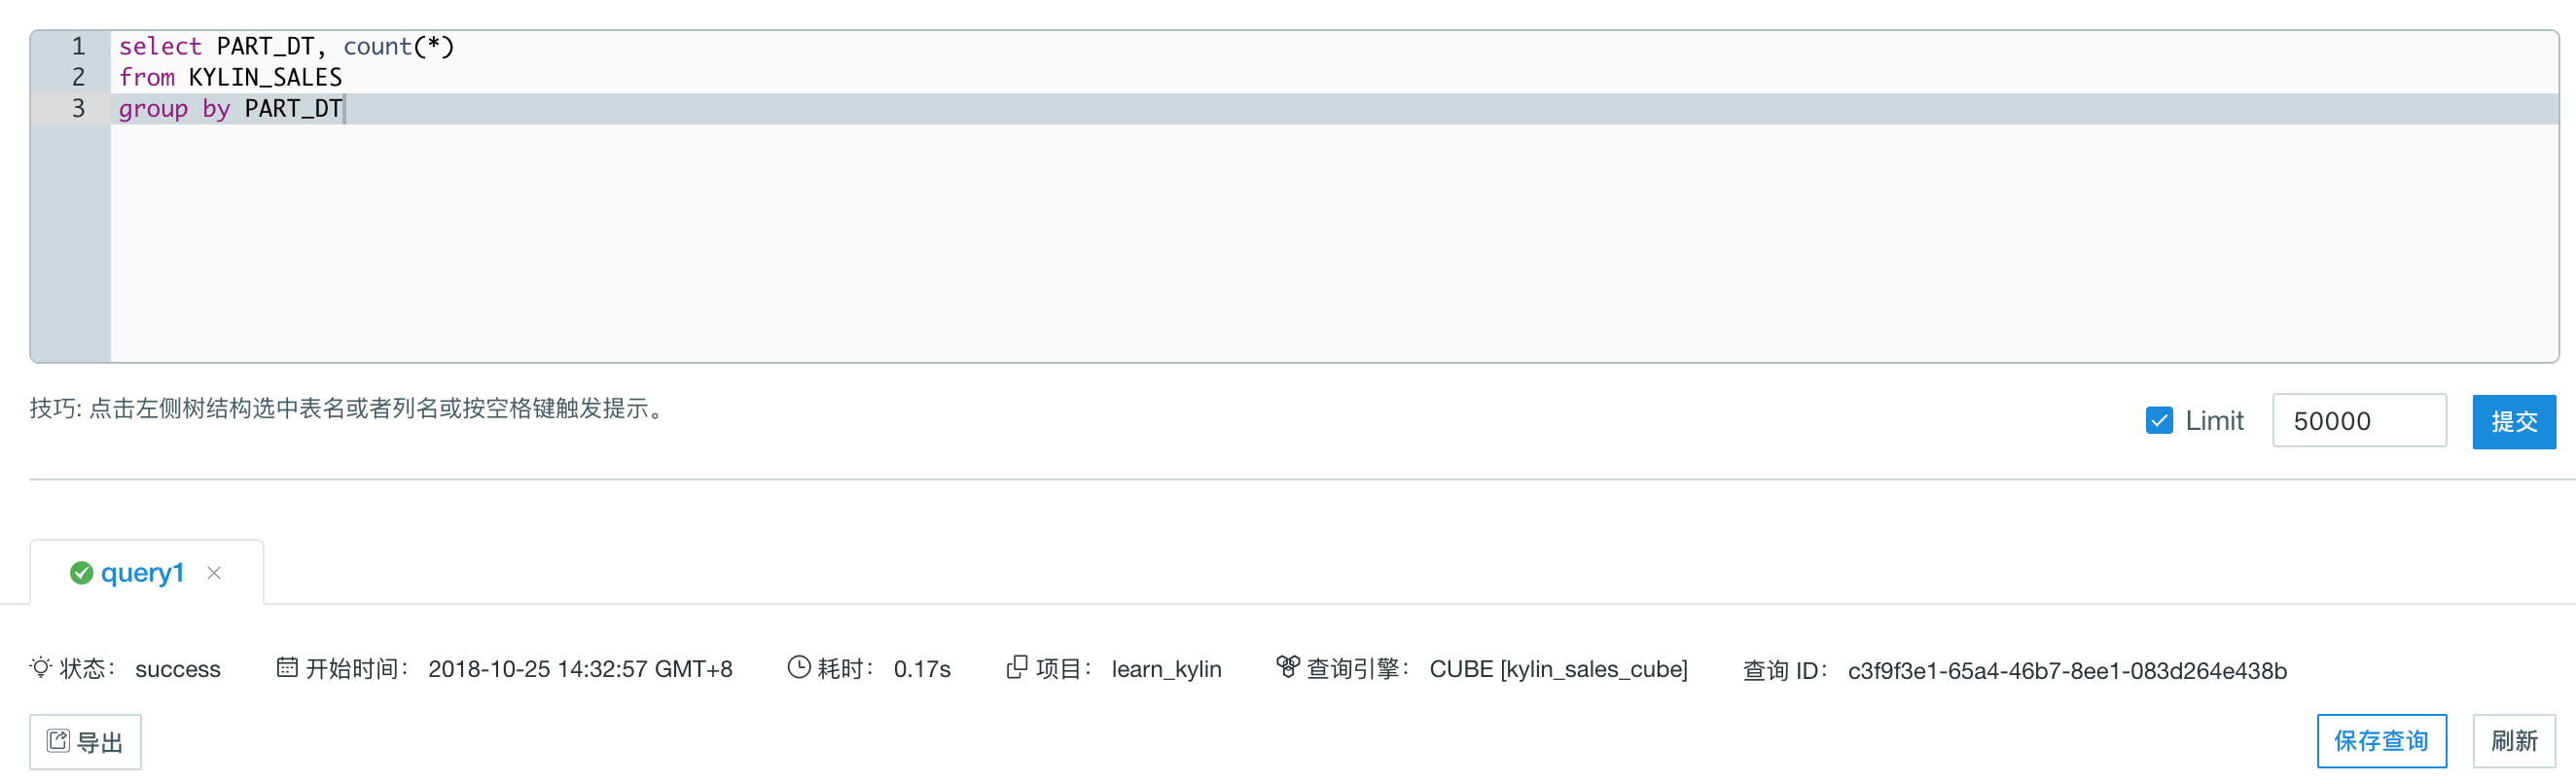 1 select PART_DT, count(*)
2 from KYLIN_SALES
3 group by PART_DT
技巧: 点击左侧树结构选中表名或者列名或按空格键触发提示。
Limit 50000 提交
query1 ×
状态： success 开始时间： 2018-10-25 14:32:57 GMT+8 耗时： 0.17s 项目： learn_kylin 查询引擎： CUBE [kylin_sales_cube] 查询 ID： c3f9f3e1-65a4-46b7-8ee1-083d264e438b
导出 保存查询 刷新